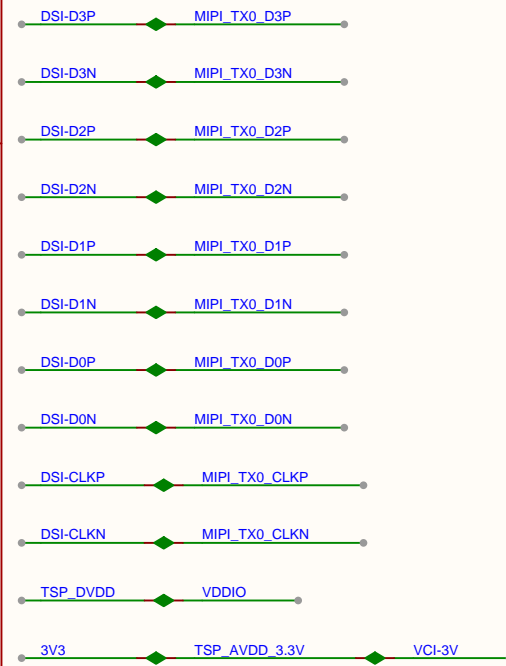 DSI-D3P MIPI_TX0_D3P
DSI-D3N MIPI_TX0_D3N
DSI-D2P MIPI_TX0_D2P
DSI-D2N MIPI_TX0_D2N
DSI-D1P MIPI_TX0_D1P
DSI-D1N MIPI_TX0_D1N
DSI-D0P MIPI_TX0_D0P
DSI-D0N MIPI_TX0_D0N
DSI-CLKP MIPI_TX0_CLKP
DSI-CLKN MIPI_TX0_CLKN
TSP_DVDD VDDIO
3V3 TSP_AVDD_3.3V VCI-3V